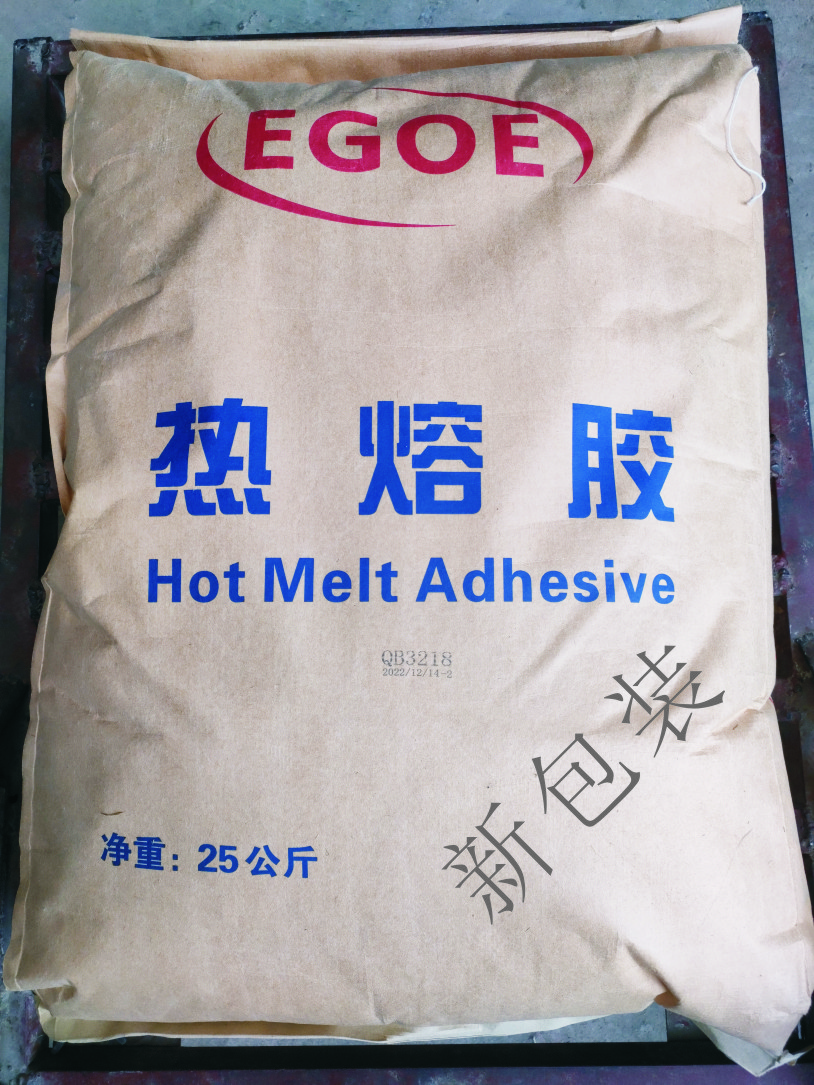 EGOE
热熔胶
Hot Melt Adhesive
QB3218
2022/12/14-2
新包装
净重：25公斤